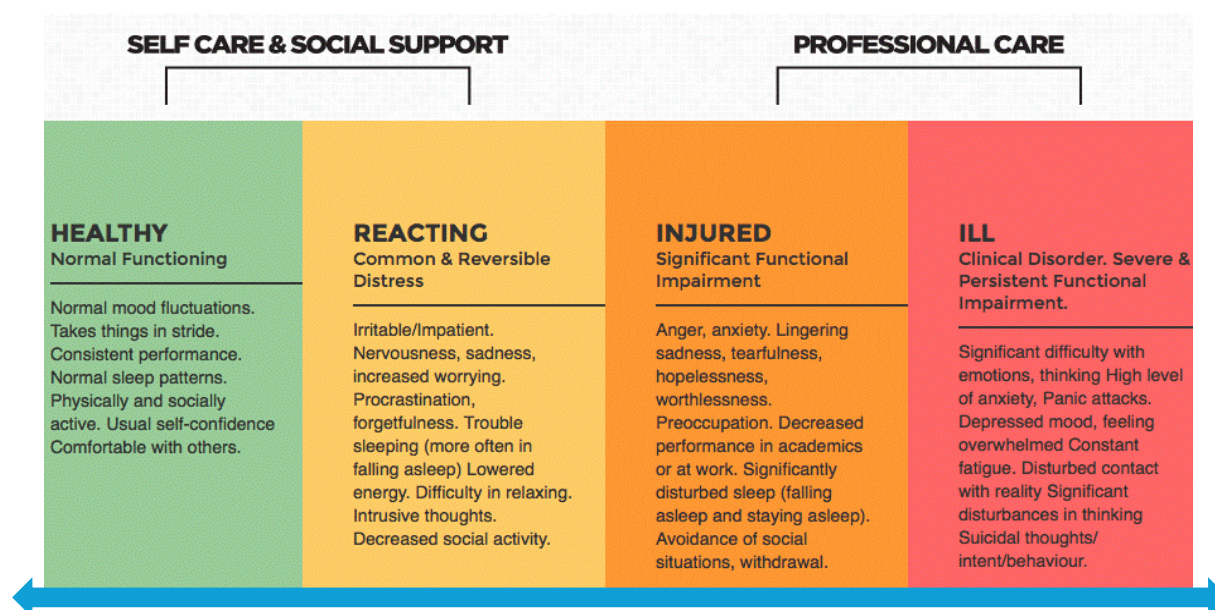 SELF CARE & SOCIAL SUPPORT
PROFESSIONAL CARE
HEALTHY
Normal Functioning
Normal mood fluctuations.
Takes things in stride.
Consistent performance.
Normal sleep patterns.
Physically and socially
active. Usual self-confidence
Comfortable with others.
REACTING
Common & Reversible
Distress
Irritable/Impatient.
Nervousness, sadness,
increased worrying.
Procrastination,
forgetfulness. Trouble
sleeping (more often in
falling asleep) Lowered
energy. Difficulty in relaxing.
Intrusive thoughts.
Decreased social activity.
INJURED
Significant Functional
Impairment
Anger, anxiety. Lingering
sadness, tearfulness,
hopelessness,
worthlessness.
Preoccupation. Decreased
performance in academics
or at work. Significantly
disturbed sleep (falling
asleep and staying asleep).
Avoidance of social
situations, withdrawal.
ILL
Clinical Disorder. Severe &
Persistent Functional
Impairment.
Significant difficulty with
emotions, thinking High level
of anxiety, Panic attacks.
Depressed mood, feeling
overwhelmed Constant
fatigue. Disturbed contact
with reality Significant
disturbances in thinking
Suicidal thoughts/
intent/behaviour.